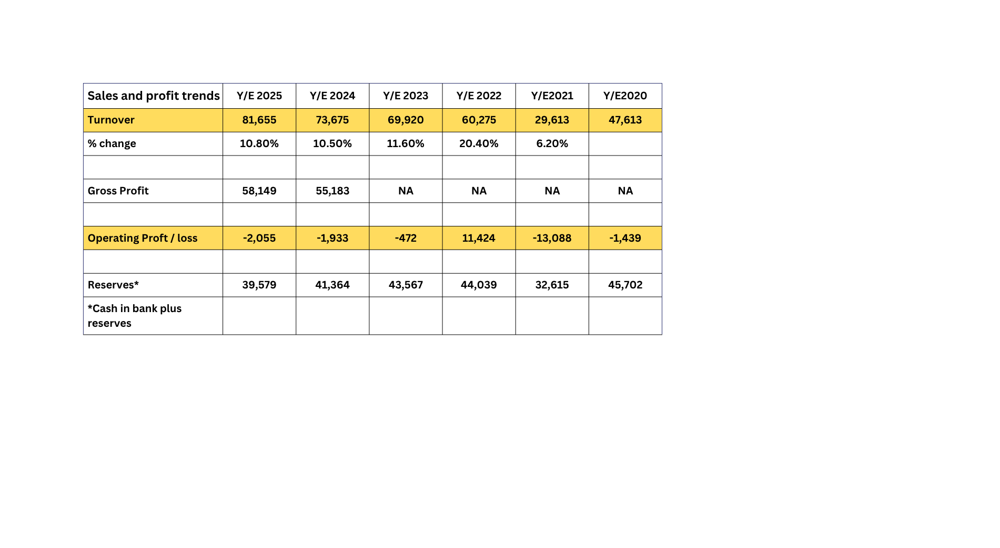 Sales and profit trends Y/E 2025 Y/E 2024 Y/E 2023 Y/E 2022 Y/E2021 Y/E2020
Turnover 81,655 73,675 69,920 60,275 29,613 47,613
% change 10.80% 10.50% 11.60% 20.40% 6.20%
Gross Profit 58,149 55,183 NA NA NA NA
Operating Proft / loss -2,055 -1,933 -472 11,424 -13,088 -1,439
Reserves* 39,579 41,364 43,567 44,039 32,615 45,702
*Cash in bank plus
reserves